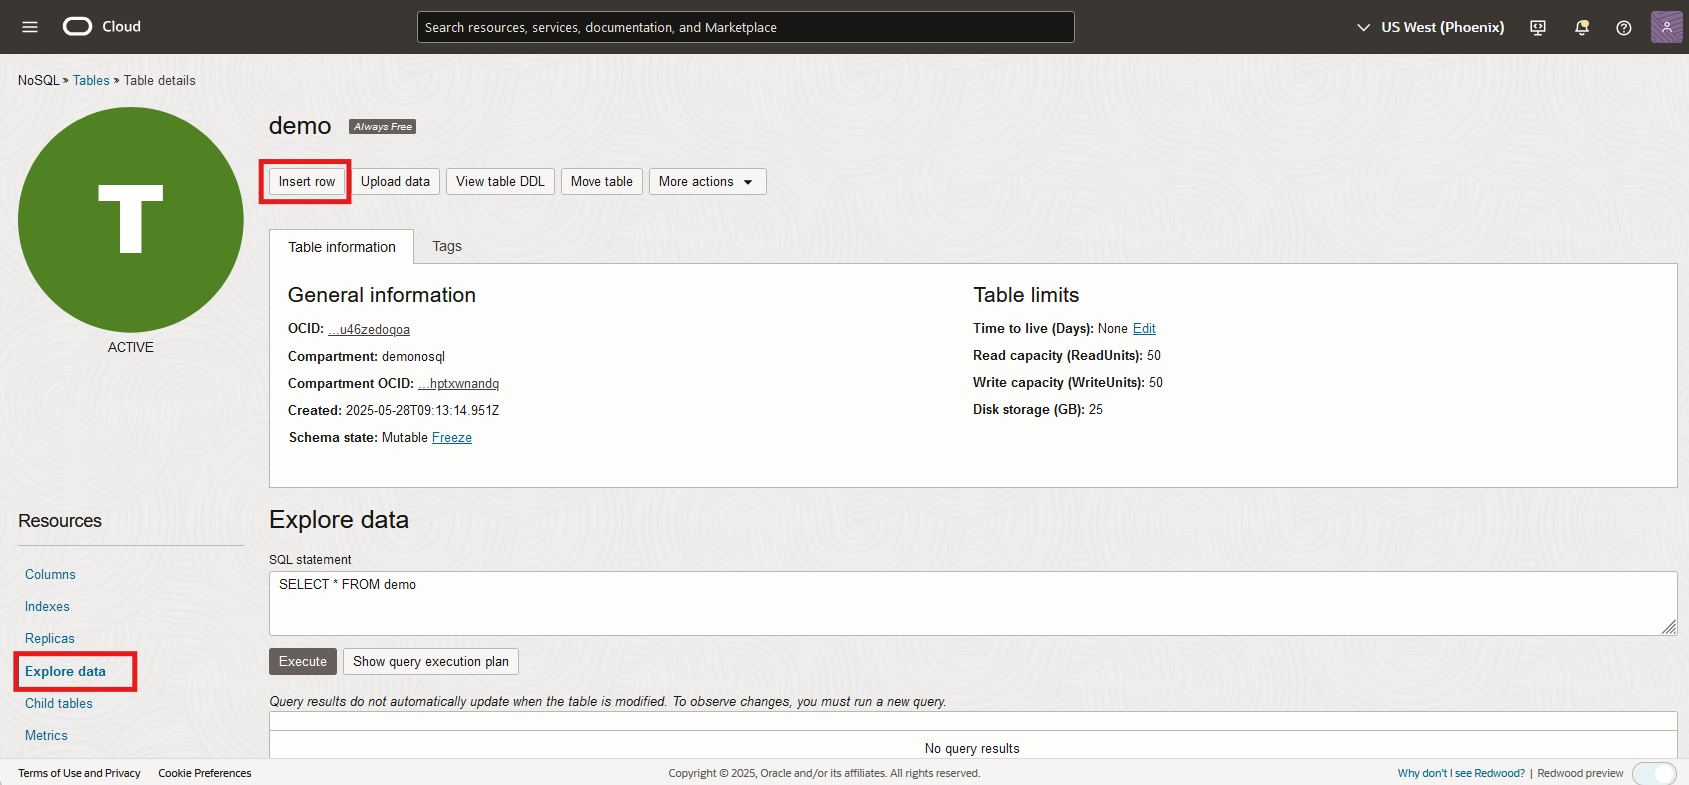 Cloud
Search resources, services, documentation, and Marketplace
US West (Phoenix)
NoSQL » Tables » Table details
T
ACTIVE
demo Always Free
Insert row Upload data View table DDL Move table More actions
Table information Tags
General information
OCID: ...u46zedoqoa
Compartment: demonosql
Compartment OCID: ...hptxwnandq
Created: 2025-05-28T09:13:14.951Z
Schema state: Mutable Freeze
Table limits
Time to live (Days): None Edit
Read capacity (ReadUnits): 50
Write capacity (WriteUnits): 50
Disk storage (GB): 25
Resources
Columns
Indexes
Replicas
Explore data
Child tables
Metrics
Explore data
SQL statement
SELECT * FROM demo
Execute Show query execution plan
Query results do not automatically update when the table is modified. To observe changes, you must run a new query.
No query results
Terms of Use and Privacy Cookie Preferences Copyright © 2025, Oracle and/or its affiliates. All rights reserved. Why don't I see Redwood? | Redwood preview